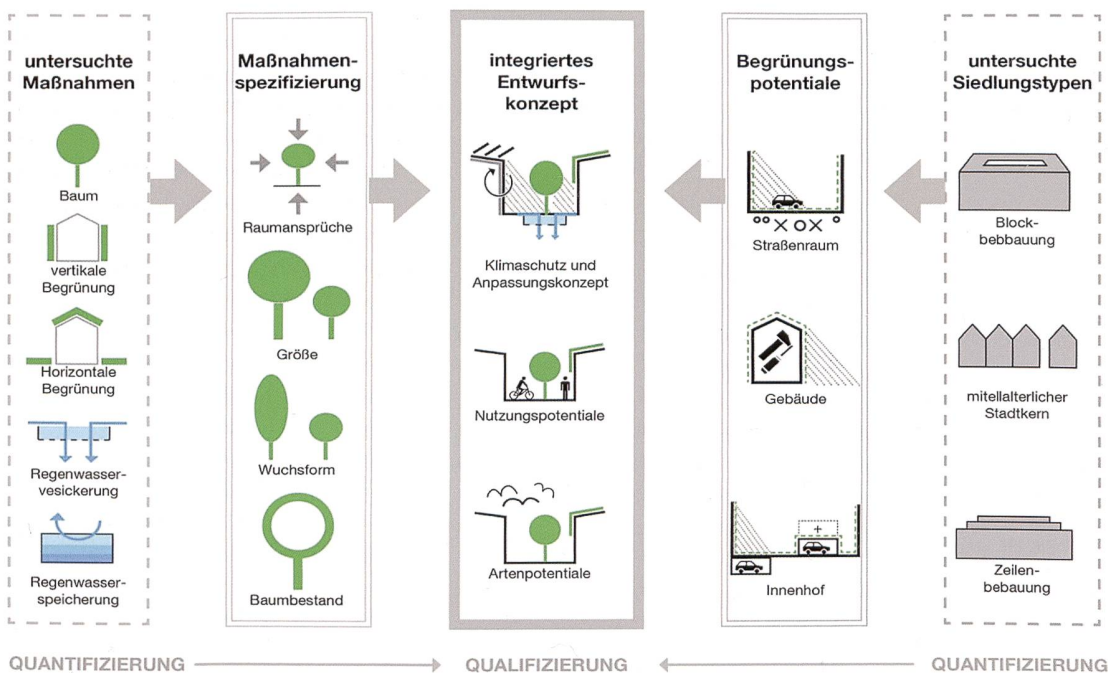 untersuchte
Maßnahmen
Baum
vertikale
Begrünung
Horizontale
Begrünung
Regenwasser-
vesickerung
Regenwasser-
speicherung
Maßnahmen-
spezifizierung
Raumansprüche
Größe
Wuchsform
Baumbestand
integriertes
Entwurfs-
konzept
Klimaschutz und
Anpassungskonzept
Nutzungspotentiale
Artenpotentiale
Begrünungs-
potentiale
Straßenraum
Gebäude
+
Innenhof
untersuchte
Siedlungstypen
Block-
bebbauung
mitellalterlicher
Stadtkern
Zeilen-
bebauung
QUANTIFIZIERUNG
QUALIFIZIERUNG
QUANTIFIZIERUNG